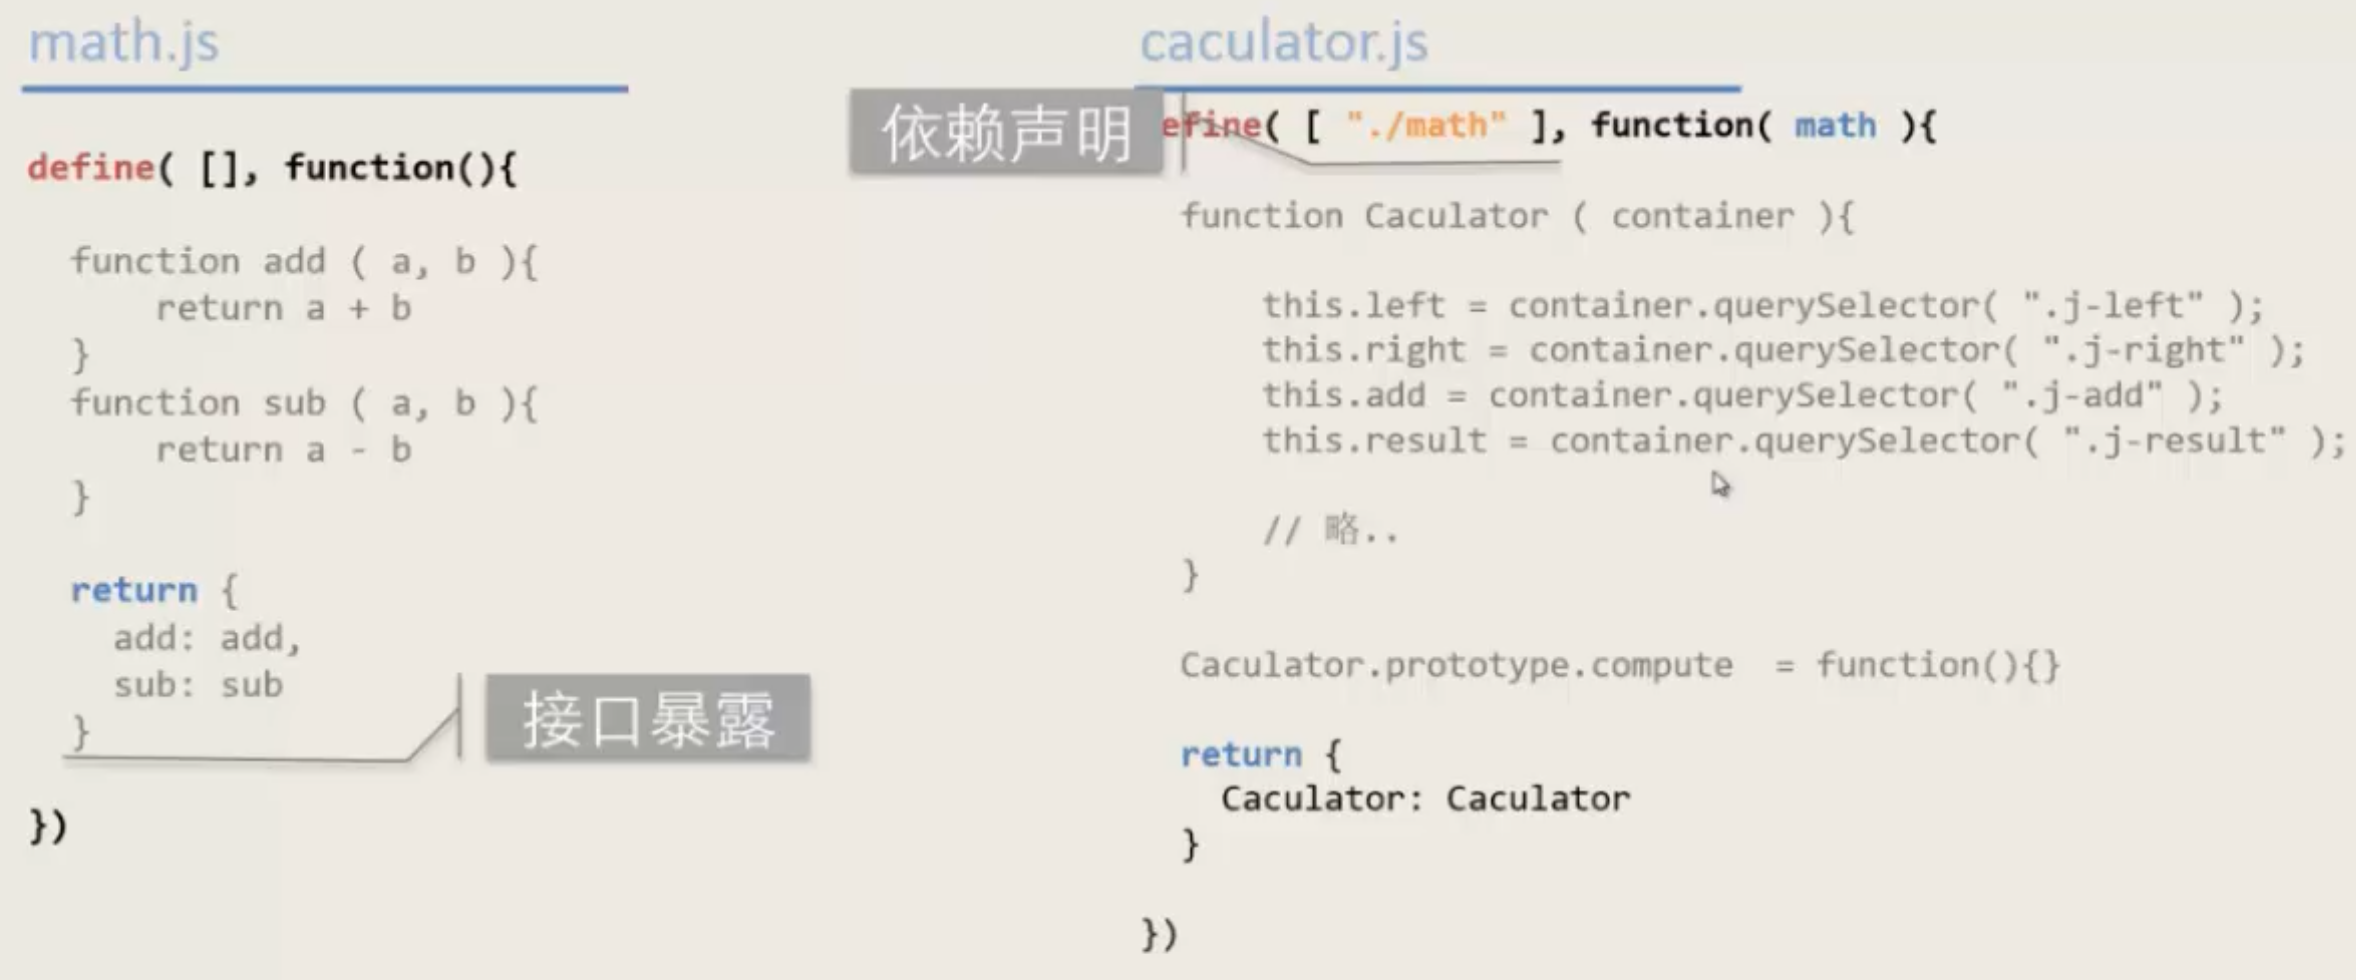 math.js
define( [], function(){
function add ( a, b ){
return a + b
}
function sub ( a, b ){
return a - b
}
return {
add: add,
sub: sub
}
接口暴露
})
caculator.js
依赖声明
efine( [ "./math" ], function( math ){
function Caculator ( container ){
this.left = container.querySelector( ".j-left" );
this.right = container.querySelector( ".j-right" );
this.add = container.querySelector( ".j-add" );
this.result = container.querySelector( ".j-result" );
// 略..
}
Caculator.prototype.compute  = function(){}
return {
Caculator: Caculator
}
})